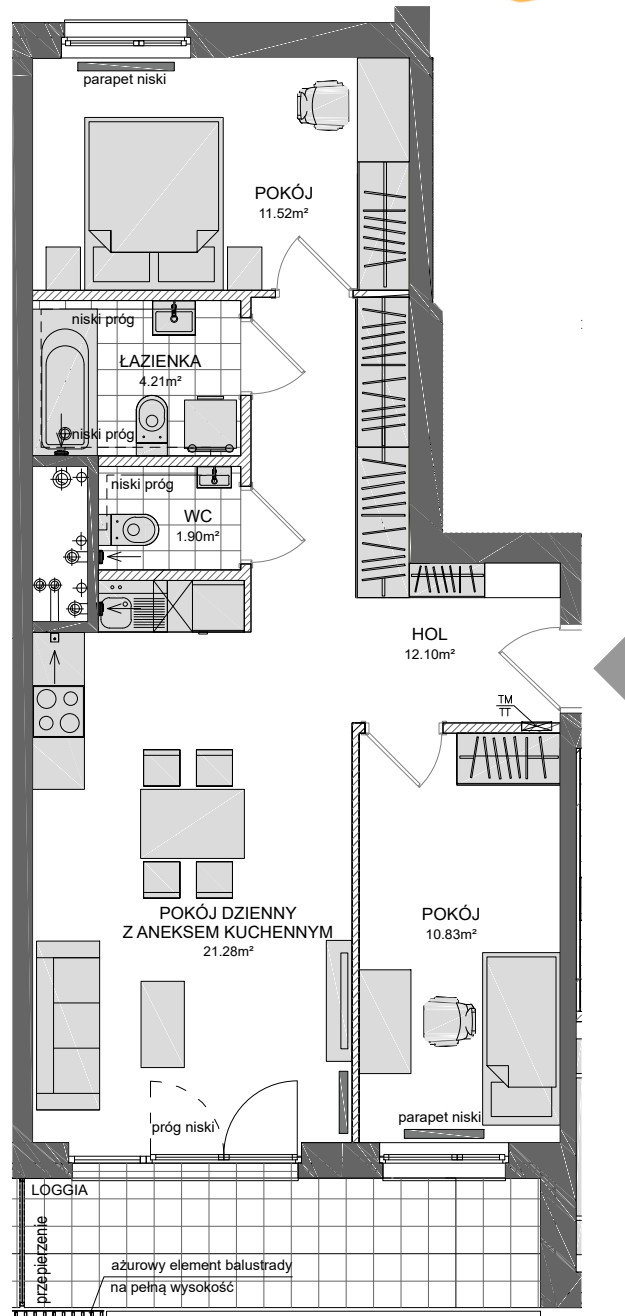 parapet niski
POKÓJ
11.52m²
niski próg
ŁAZIENKA
4.21m²
niski próg
niski próg
WC
1.90m²
HOL
12.10m²
TM
TT
POKÓJ DZIENNY
Z ANEKSEM KUCHENNYM
21.28m²
POKÓJ
10.83m²
próg niski
parapet niski
LOGGIA
przepierzenie
ażurowy element balustrady
na pełną wysokość